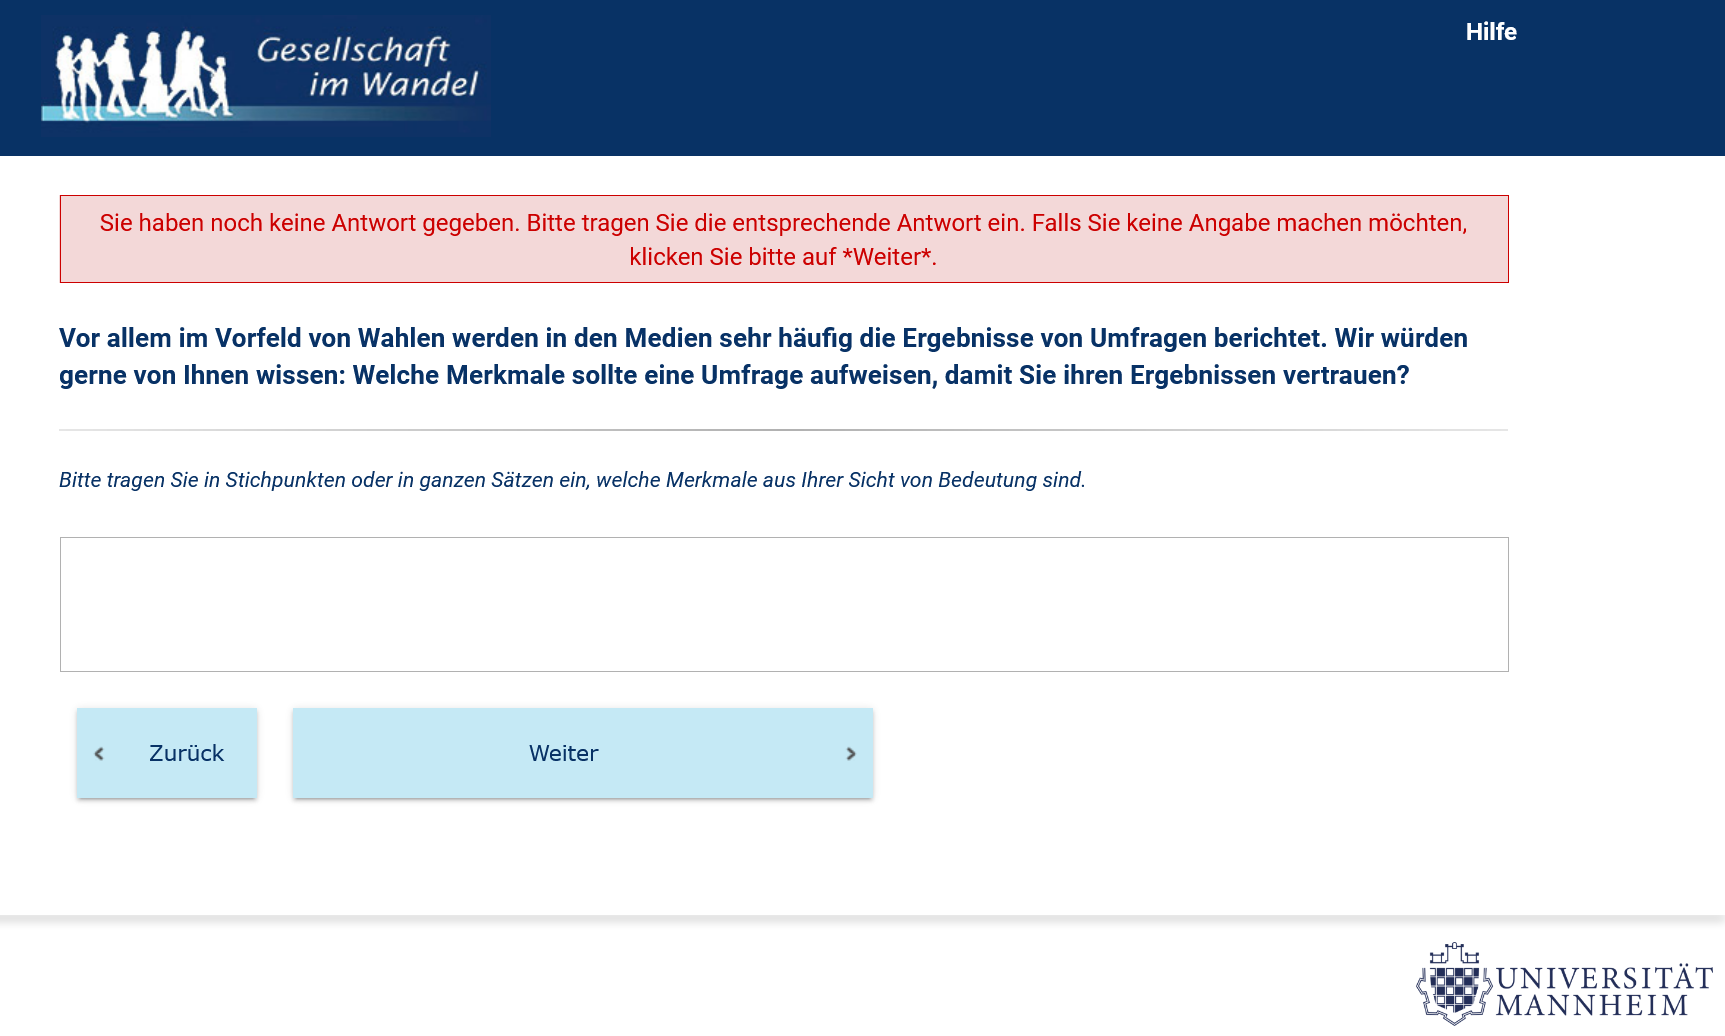 Gesellschaft
im Wandel
Hilfe
Sie haben noch keine Antwort gegeben. Bitte tragen Sie die entsprechende Antwort ein. Falls Sie keine Angabe machen möchten,
klicken Sie bitte auf *Weiter*.
Vor allem im Vorfeld von Wahlen werden in den Medien sehr häufig die Ergebnisse von Umfragen berichtet. Wir würden
gerne von Ihnen wissen: Welche Merkmale sollte eine Umfrage aufweisen, damit Sie ihren Ergebnissen vertrauen?
Bitte tragen Sie in Stichpunkten oder in ganzen Sätzen ein, welche Merkmale aus Ihrer Sicht von Bedeutung sind.
Zurück
Weiter
UNIVERSITÄT
MANNHEIM